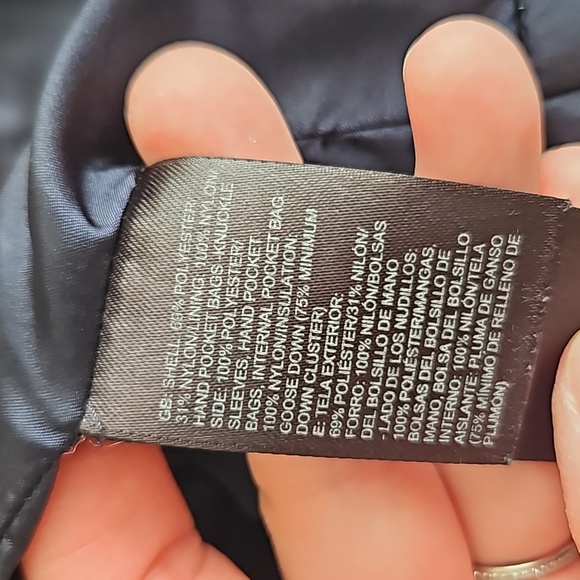 GB: SHELL: 69% POLYESTER/
31% NYLON/LINING: 100% NYLON/
HAND POCKET BAGS -KNUCKLE
SIDE: 100% POLYESTER/
SLEEVES, HAND POCKET
BAGS, INTERNAL POCKET BAG:
100% NYLON/INSULATION:
GOOSE DOWN (75% MINIMUM
DOWN CLUSTER)
E: TELA EXTERIOR:
69% POLIÉSTER/31% NILÓN/
FORRO: 100% NILÓN/BOLSAS
DEL BOLSILLO DE MANO
- LADO DE LOS NUDILLOS:
100% POLIÉSTER/MANGAS,
BOLSAS DEL BOLSILLO DE
MANO, BOLSA DEL BOLSILLO
INTERNO: 100% NILÓN/TELA
AISLANTE: PLUMA DE GANSO
(75% MÍNIMO DE RELLENO DE
PLUMÓN)